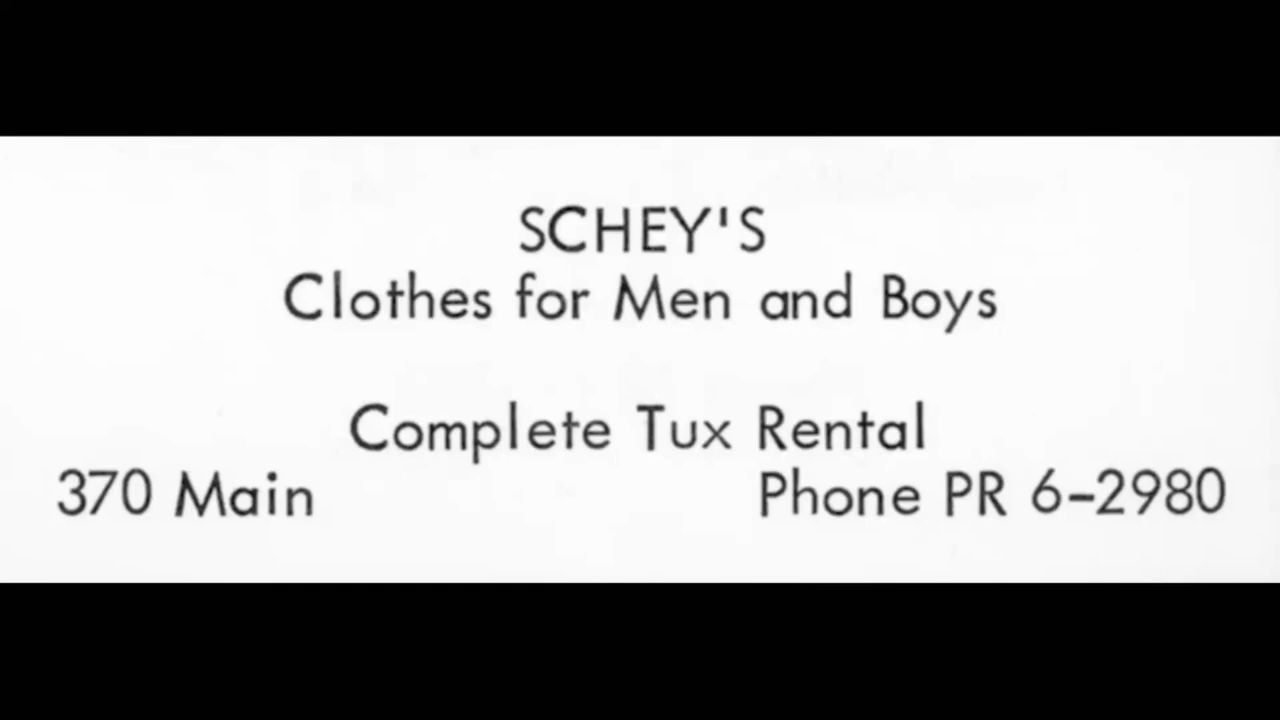 SCHEY'S
Clothes for Men and Boys
Complete Tux Rental
370 Main Phone PR 6-2980